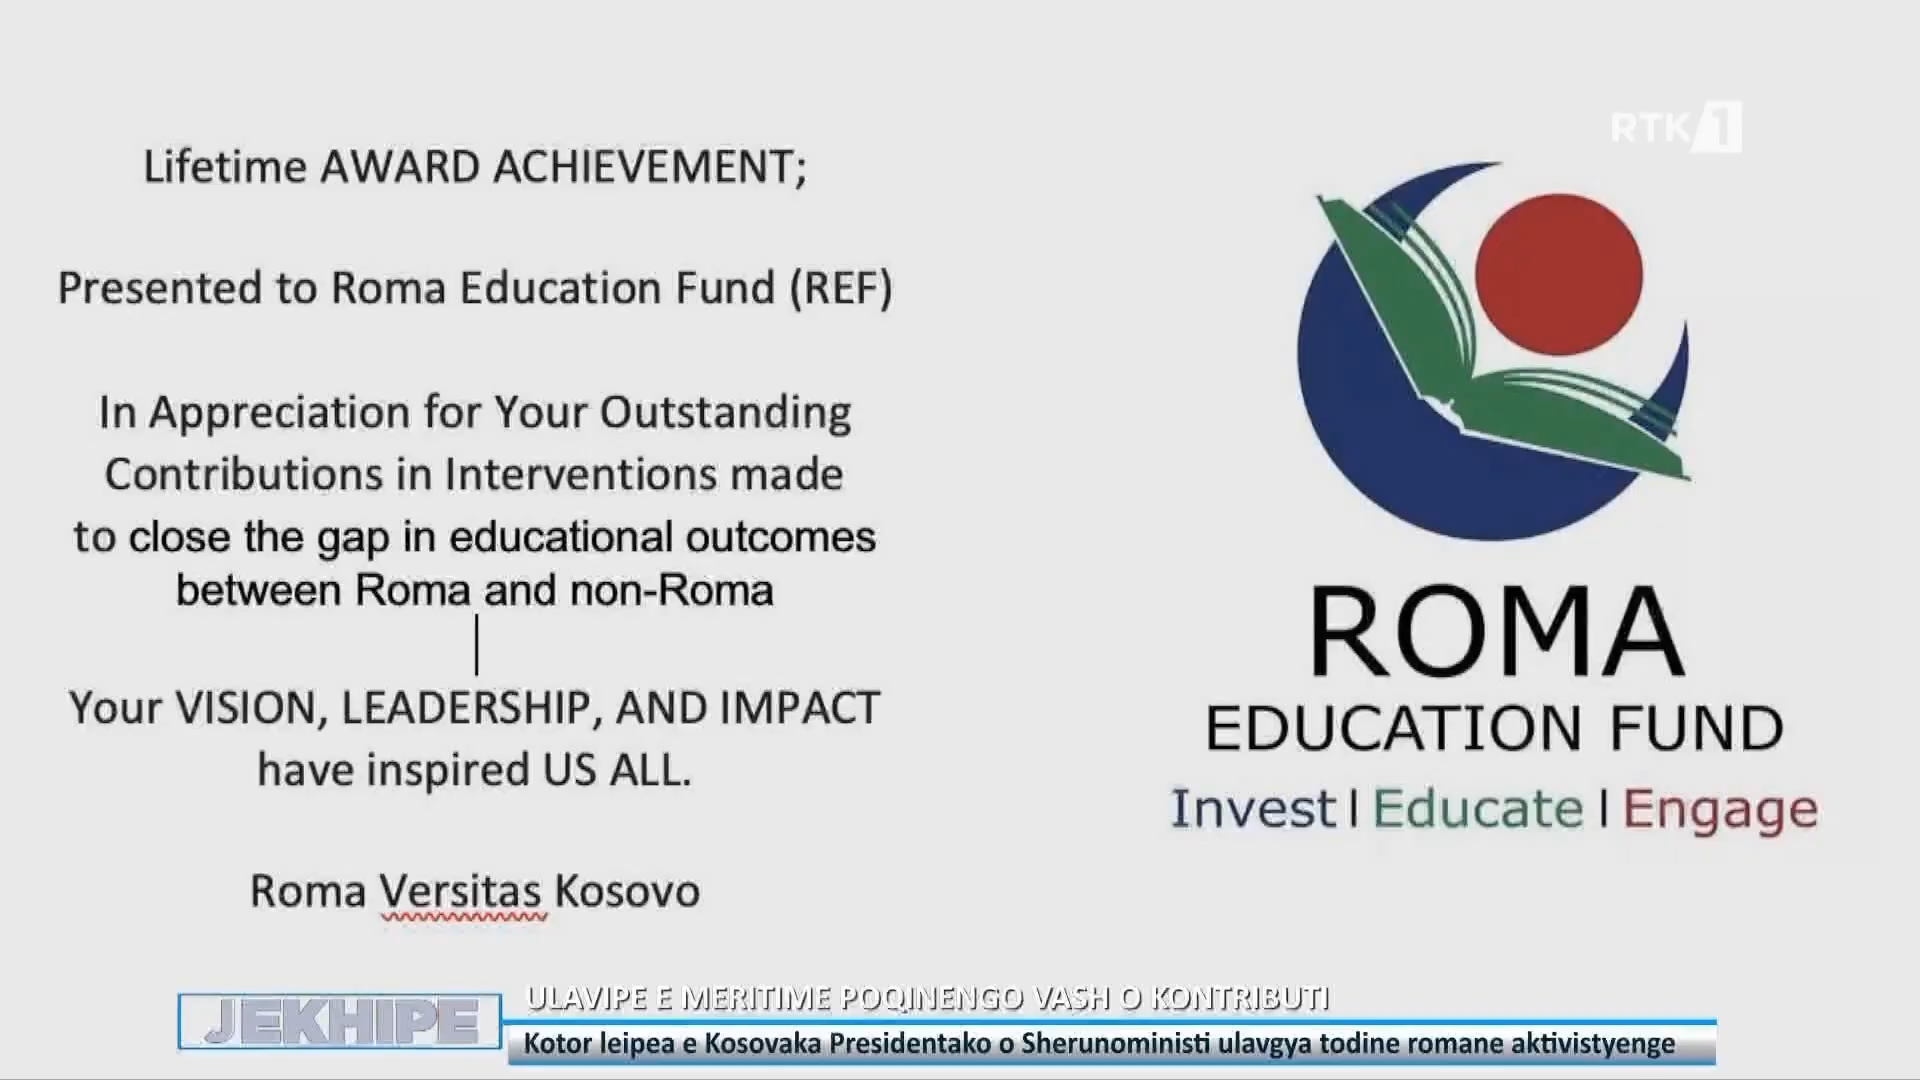 Lifetime AWARD ACHIEVEMENT;
Presented to Roma Education Fund (REF)
In Appreciation for Your Outstanding
Contributions in Interventions made
to close the gap in educational outcomes
between Roma and non-Roma
Your VISION, LEADERSHIP, AND IMPACT
have inspired US ALL.
Roma Versitas Kosovo
RTK 1
ROMA
EDUCATION FUND
Invest | Educate | Engage
JEKHIPE
ULAVIPE E MERITIME POQINENGO VASH O KONTRIBUTI
Kotor leipea e Kosovaka Presidentako o Sherunoministi ulavgya todine romane aktivistyenge